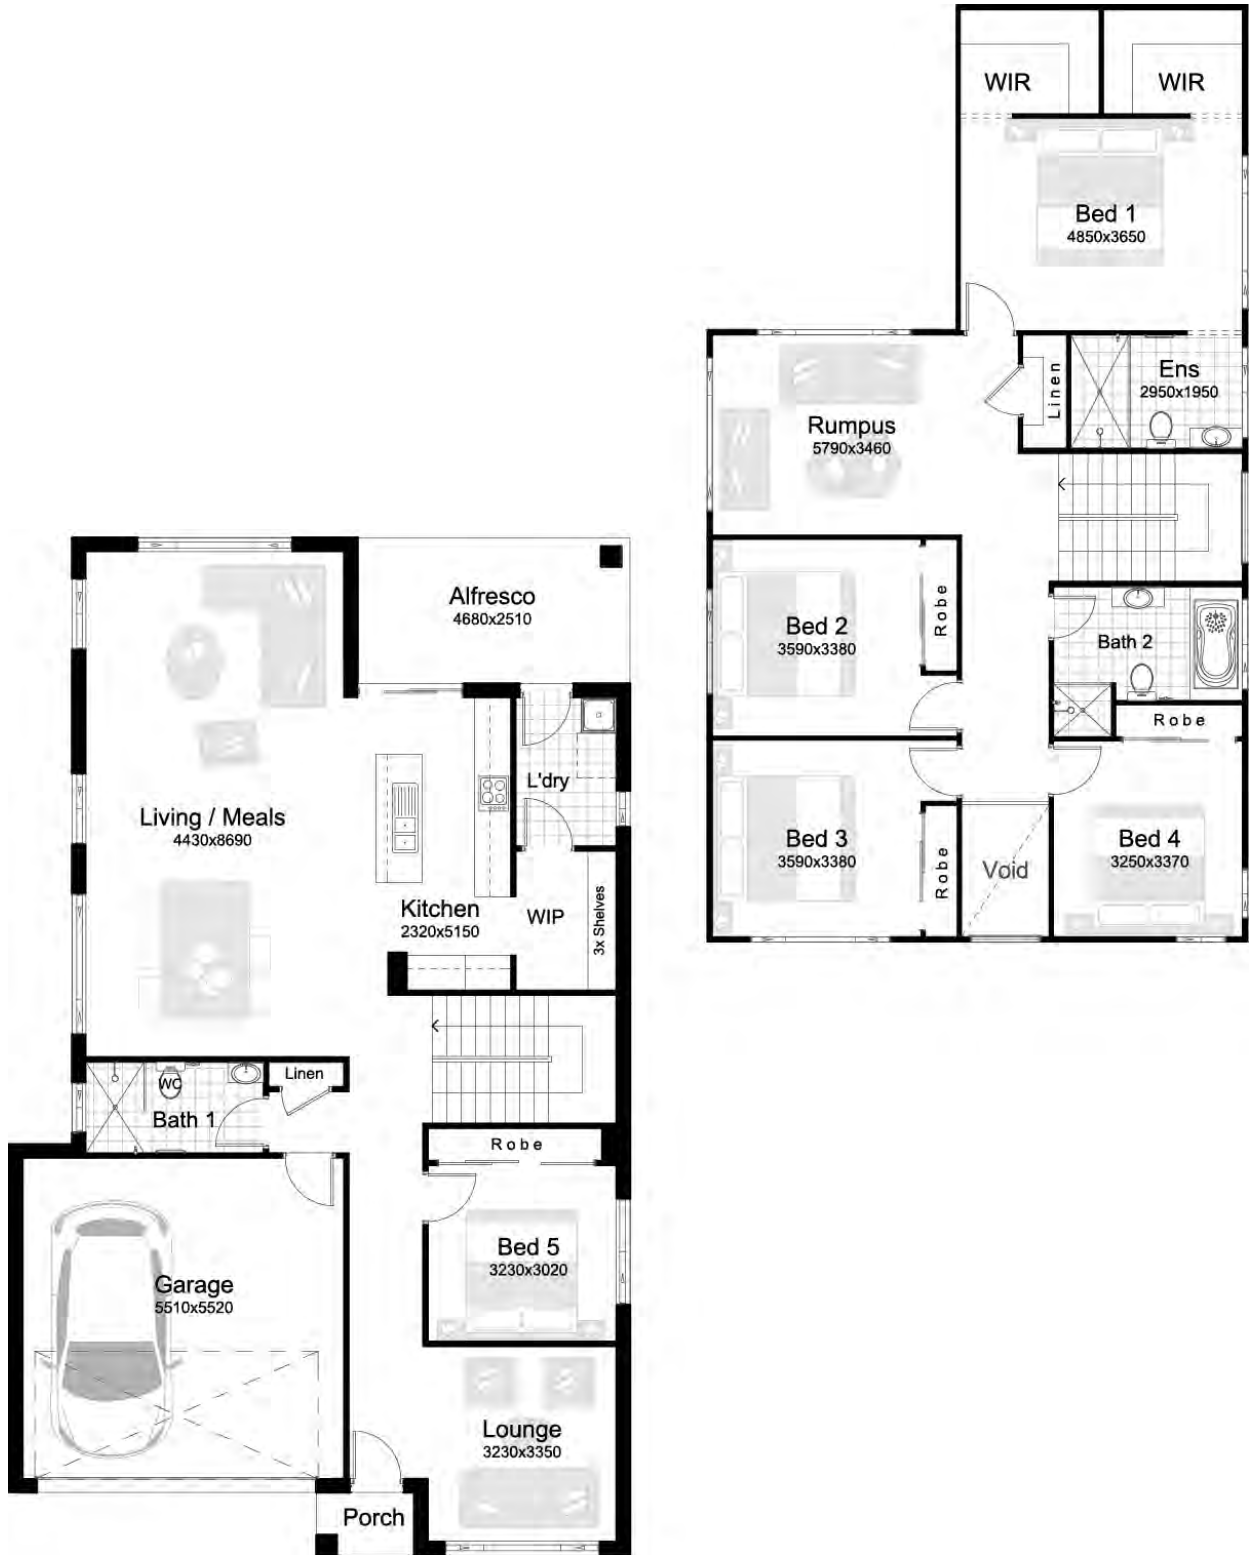 WIR
WIR
Bed 1
4850x3650
Ens
2950x1950
Linen
Rumpus
5790x3460
Bed 2
3590x3380
Robe
Bath 2
Robe
Bed 3
3590x3380
Robe
Void
Bed 4
3250x3370
Alfresco
4680x2510
L'dry
Living / Meals
4430x8690
Kitchen
2320x5150
WIP
3x Shelves
WC
Linen
Bath 1
Robe
Bed 5
3230x3020
Garage
5510x5520
Lounge
3230x3350
Porch